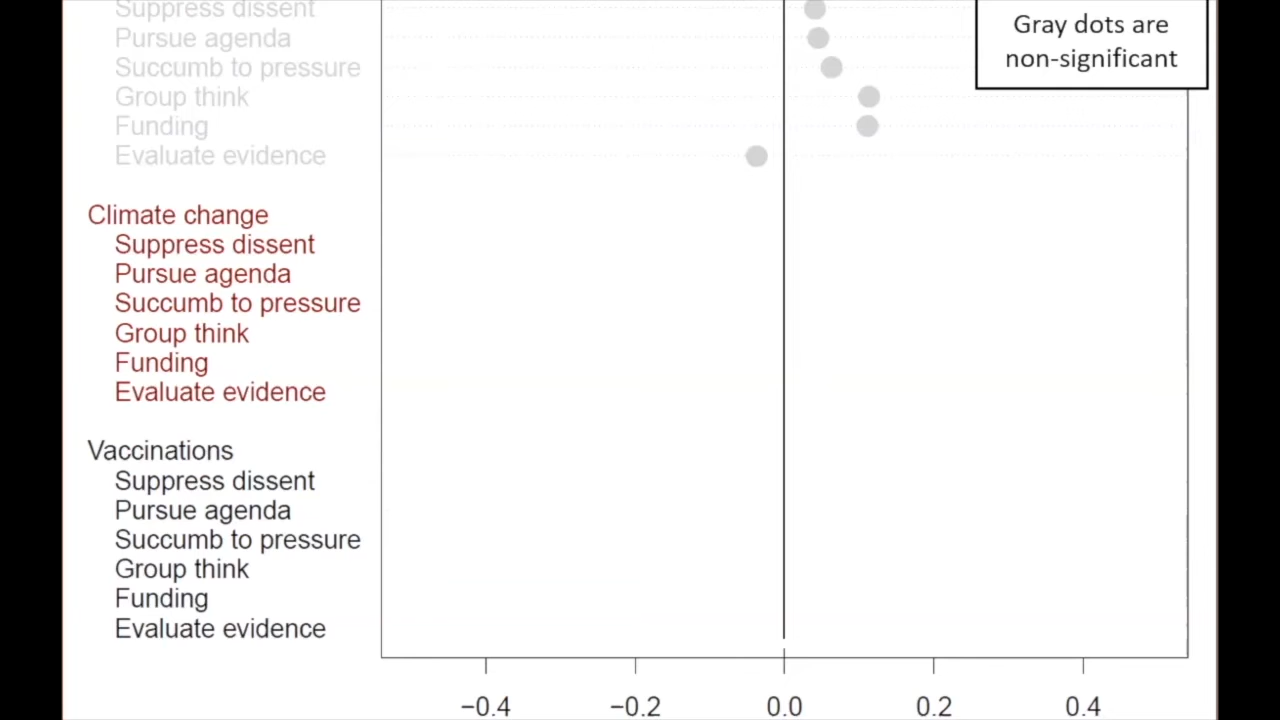 Suppress dissent
Pursue agenda
Succumb to pressure
Group think
Funding
Evaluate evidence
Gray dots are
non-significant
Climate change
Suppress dissent
Pursue agenda
Succumb to pressure
Group think
Funding
Evaluate evidence
Vaccinations
Suppress dissent
Pursue agenda
Succumb to pressure
Group think
Funding
Evaluate evidence
−0.4 −0.2 0.0 0.2 0.4